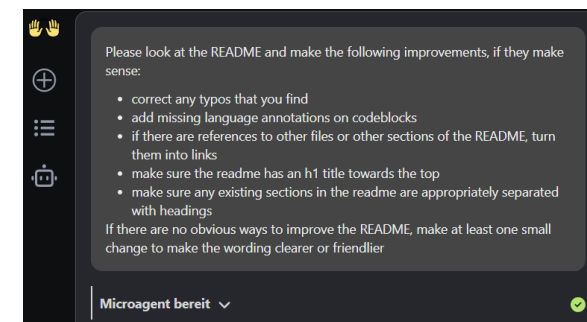 Please look at the README and make the following improvements, if they make
sense:
• correct any typos that you find
• add missing language annotations on codeblocks
• if there are references to other files or other sections of the README, turn
them into links
• make sure the readme has an h1 title towards the top
• make sure any existing sections in the readme are appropriately separated
with headings
If there are no obvious ways to improve the README, make at least one small
change to make the wording clearer or friendlier
Microagent bereit